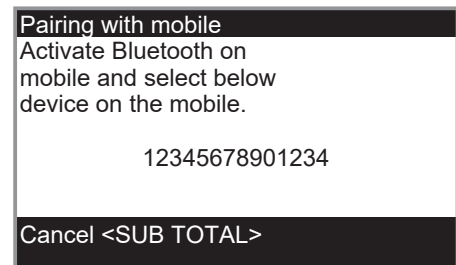 Pairing with mobile
Activate Bluetooth on
mobile and select below
device on the mobile.
12345678901234
Cancel <SUB TOTAL>